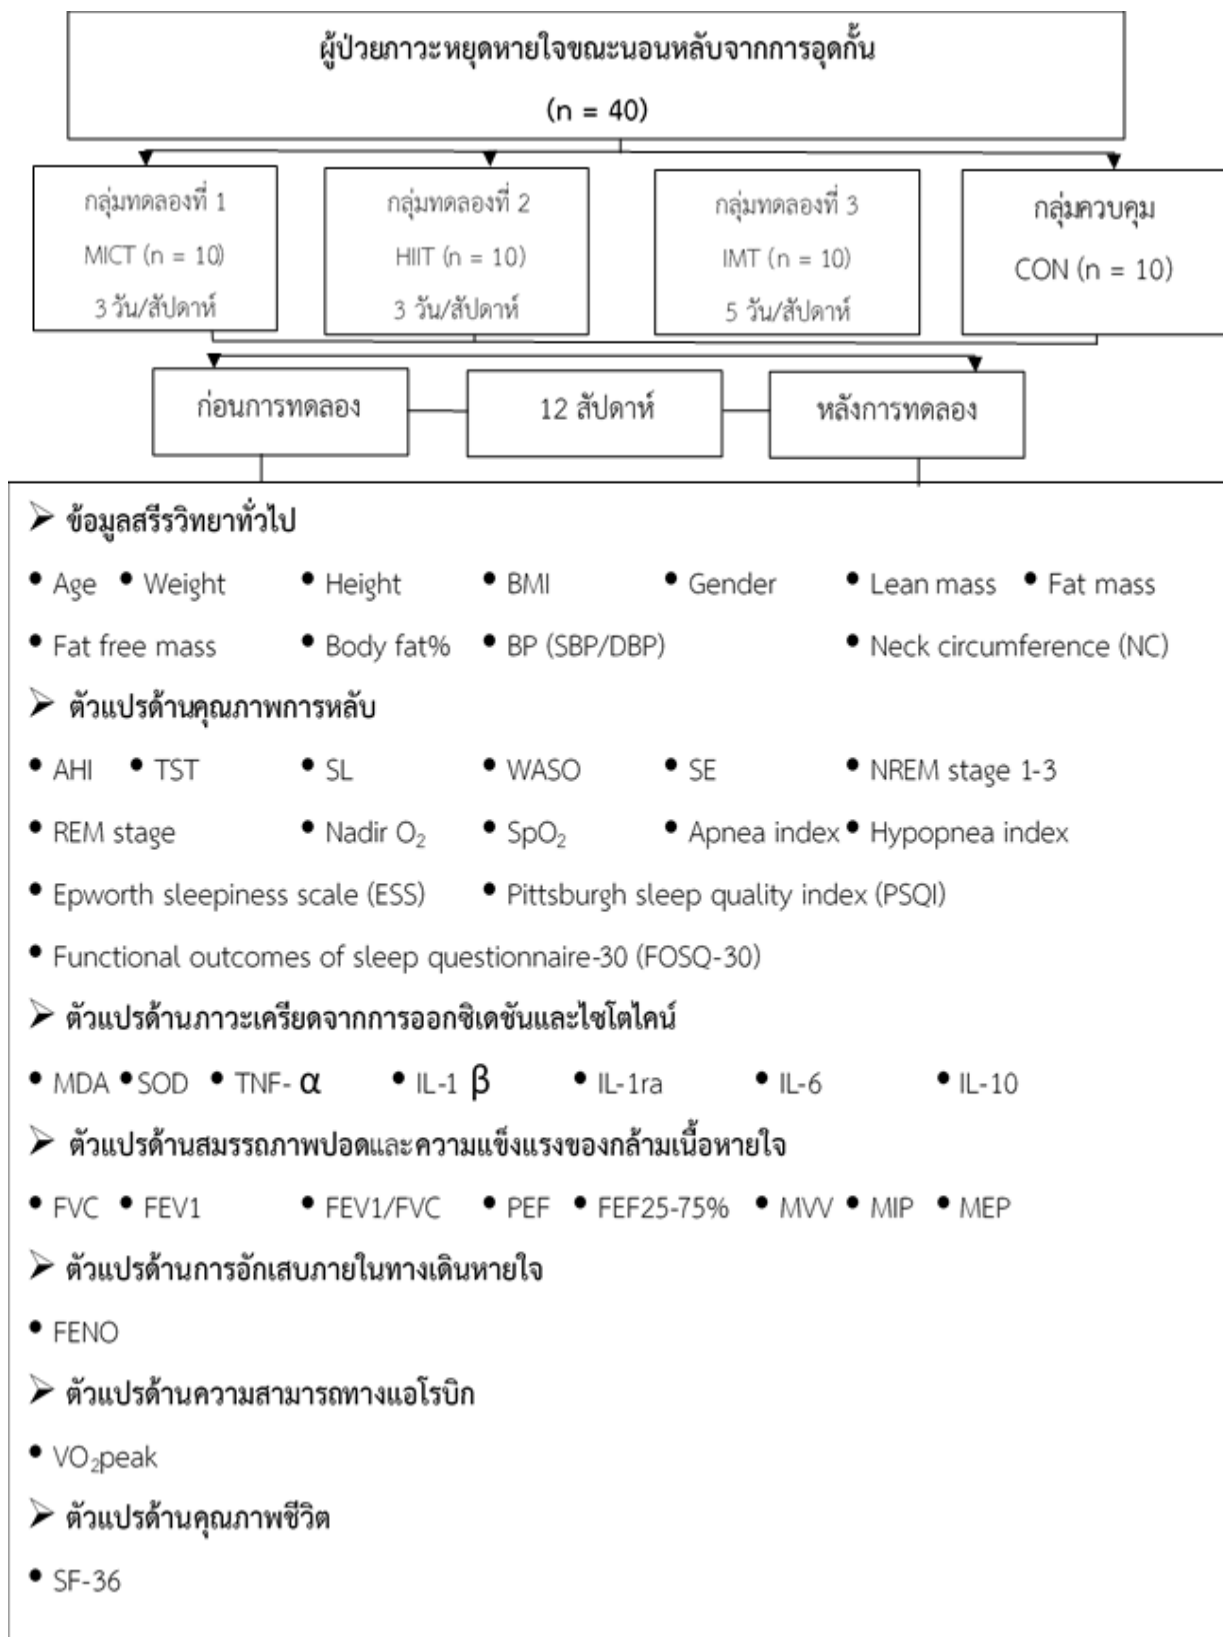 ผู้ป่วยภาวะหยุดหายใจขณะนอนหลับจากการอุดกั้น
(n = 40)
กลุ่มทดลองที่ 1
MICT (n = 10)
3 วัน/สัปดาห์
กลุ่มทดลองที่ 2
HIIT (n = 10)
3 วัน/สัปดาห์
กลุ่มทดลองที่ 3
IMT (n = 10)
5 วัน/สัปดาห์
กลุ่มควบคุม
CON (n = 10)
ก่อนการทดลอง
12 สัปดาห์
หลังการทดลอง
➢ ข้อมูลสรีรวิทยาทั่วไป
• Age • Weight • Height • BMI • Gender • Lean mass • Fat mass
• Fat free mass • Body fat% • BP (SBP/DBP) • Neck circumference (NC)
➢ ตัวแปรด้านคุณภาพการหลับ
• AHI • TST • SL • WASO • SE • NREM stage 1-3
• REM stage • Nadir O₂ • SpO₂ • Apnea index • Hypopnea index
• Epworth sleepiness scale (ESS) • Pittsburgh sleep quality index (PSQI)
• Functional outcomes of sleep questionnaire-30 (FOSQ-30)
➢ ตัวแปรด้านภาวะเครียดจากการออกซิเดชันและไซโตไคน์
• MDA • SOD • TNF- α • IL-1 β • IL-1ra • IL-6 • IL-10
➢ ตัวแปรด้านสมรรถภาพปอดและความแข็งแรงของกล้ามเนื้อหายใจ
• FVC • FEV1 • FEV1/FVC • PEF • FEF25-75% • MVV • MIP • MEP
➢ ตัวแปรด้านการอักเสบภายในทางเดินหายใจ
• FENO
➢ ตัวแปรด้านความสามารถทางแอโรบิก
• VO₂peak
➢ ตัวแปรด้านคุณภาพชีวิต
• SF-36